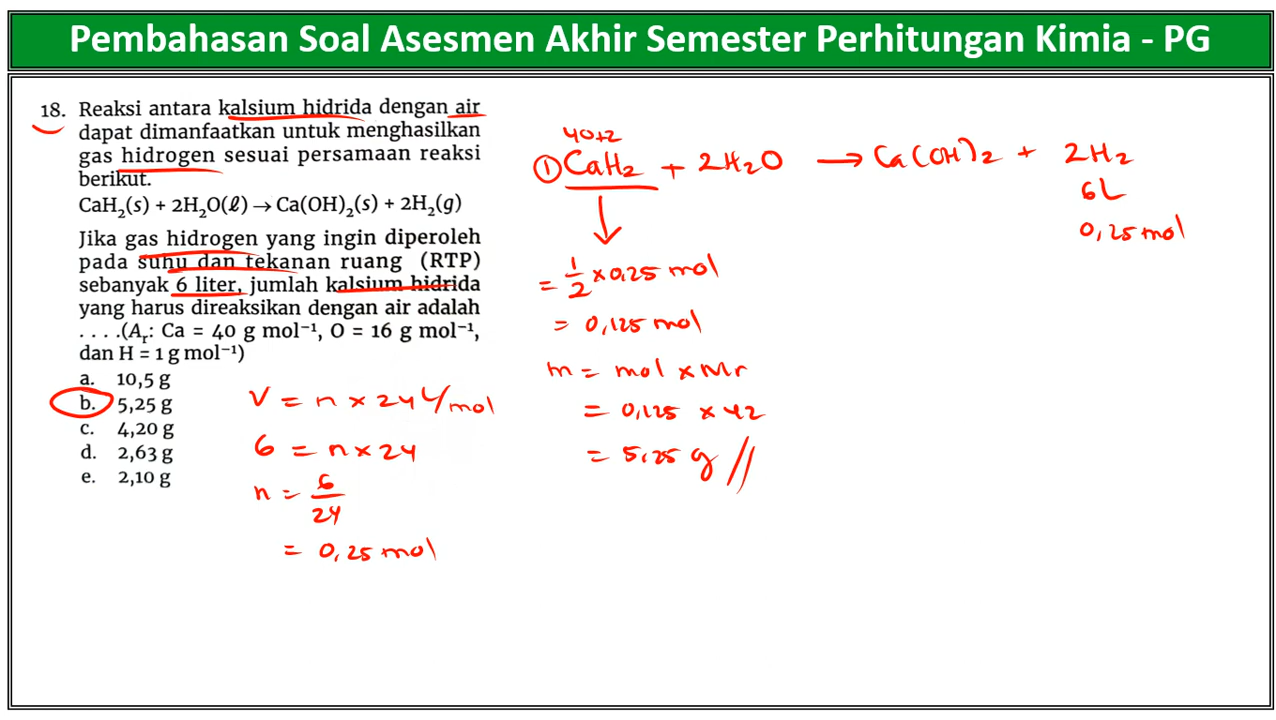 Pembahasan Soal Asesmen Akhir Semester Perhitungan Kimia - PG
18. Reaksi antara kalsium hidrida dengan air
dapat dimanfaatkan untuk menghasilkan
gas hidrogen sesuai persamaan reaksi
berikut.
CaH₂(s) + 2H₂O(ℓ) → Ca(OH)₂(s) + 2H₂(g)
Jika gas hidrogen yang ingin diperoleh
pada suhu dan tekanan ruang (RTP)
sebanyak 6 liter, jumlah kalsium hidrida
yang harus direaksikan dengan air adalah
. . . .(Aᵣ: Ca = 40 g mol⁻¹, O = 16 g mol⁻¹,
dan H = 1 g mol⁻¹)
a. 10,5 g
b. 5,25 g
c. 4,20 g
d. 2,63 g
e. 2,10 g
V = n × 24 L/mol
6 = n × 24
n = 6/24
= 0,25 mol
40+2
① CaH₂ + 2H₂O → Ca(OH)₂ + 2H₂
6L
0,25 mol
= 1/2 × 0,25 mol
= 0,125 mol
m = mol × Mr
= 0,125 × 42
= 5,25 g //